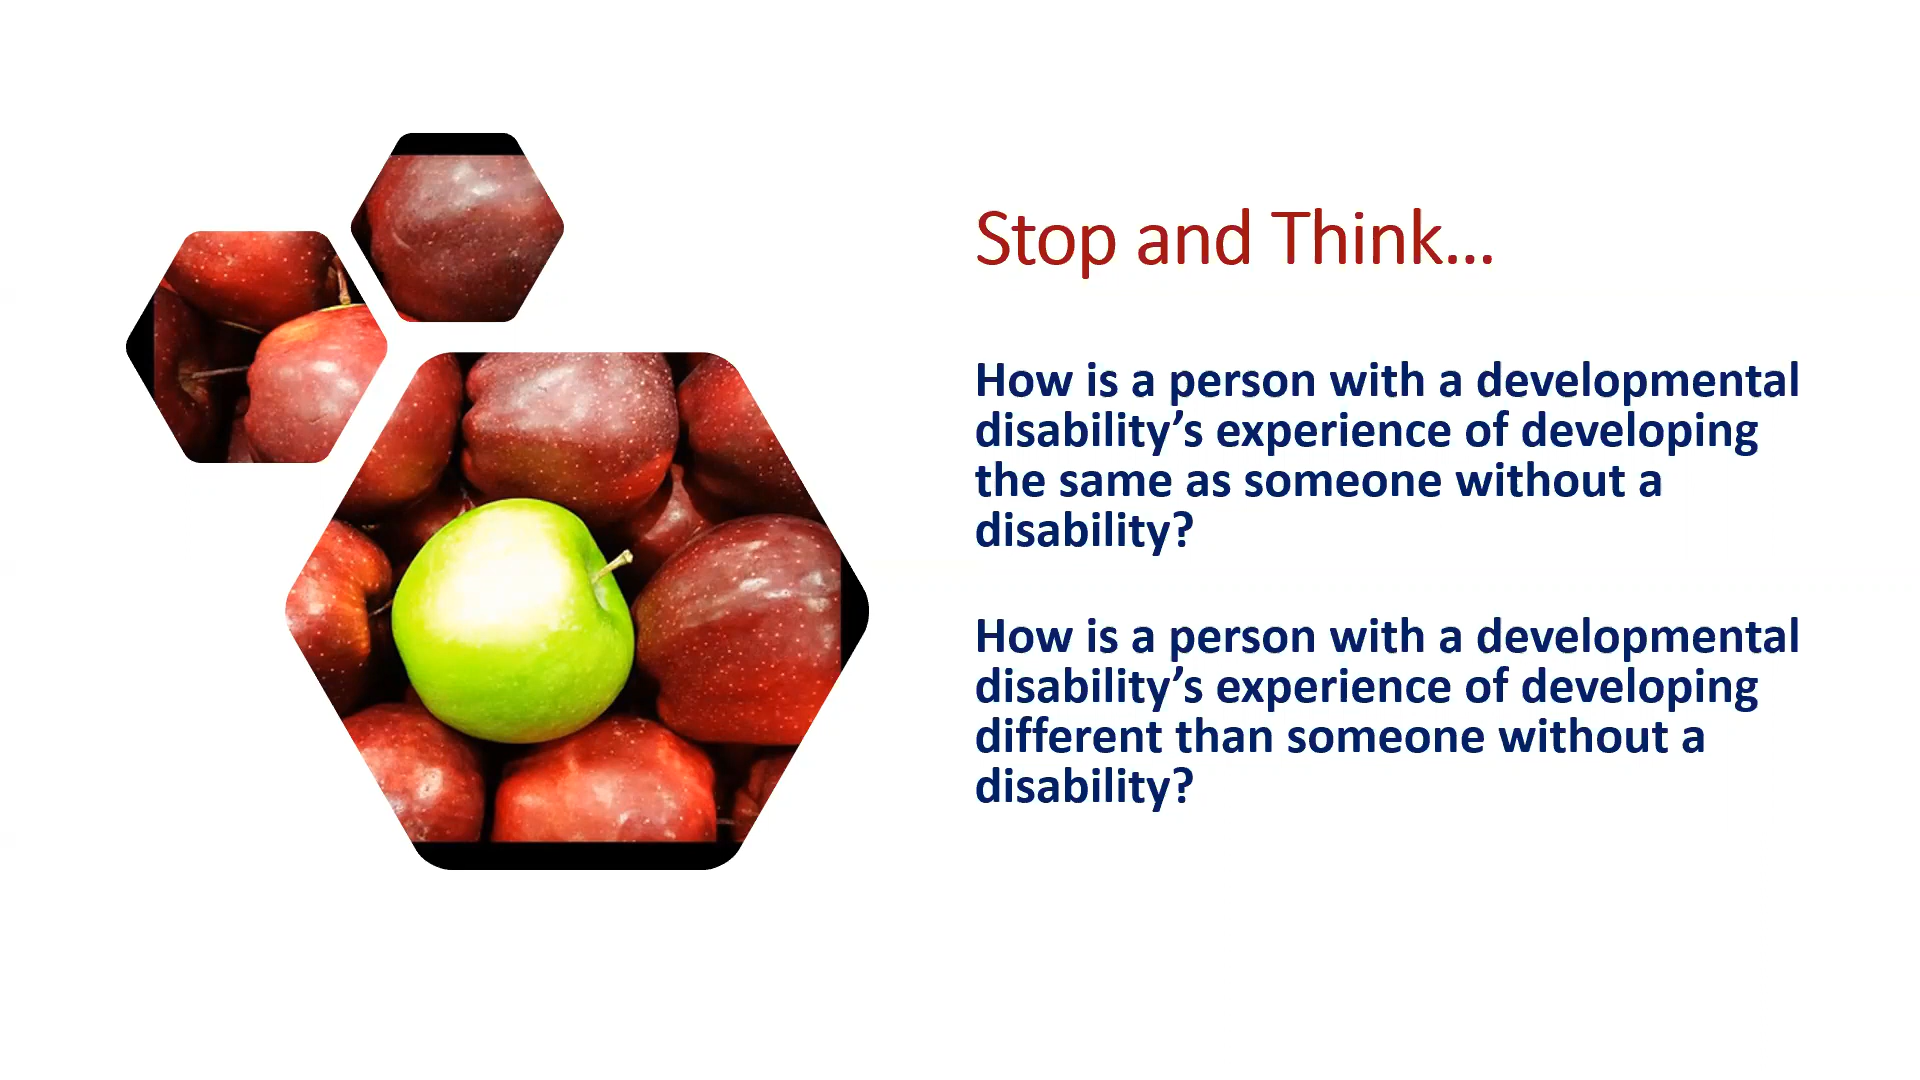 Stop and Think...
How is a person with a developmental
disability’s experience of developing
the same as someone without a
disability?
How is a person with a developmental
disability’s experience of developing
different than someone without a
disability?